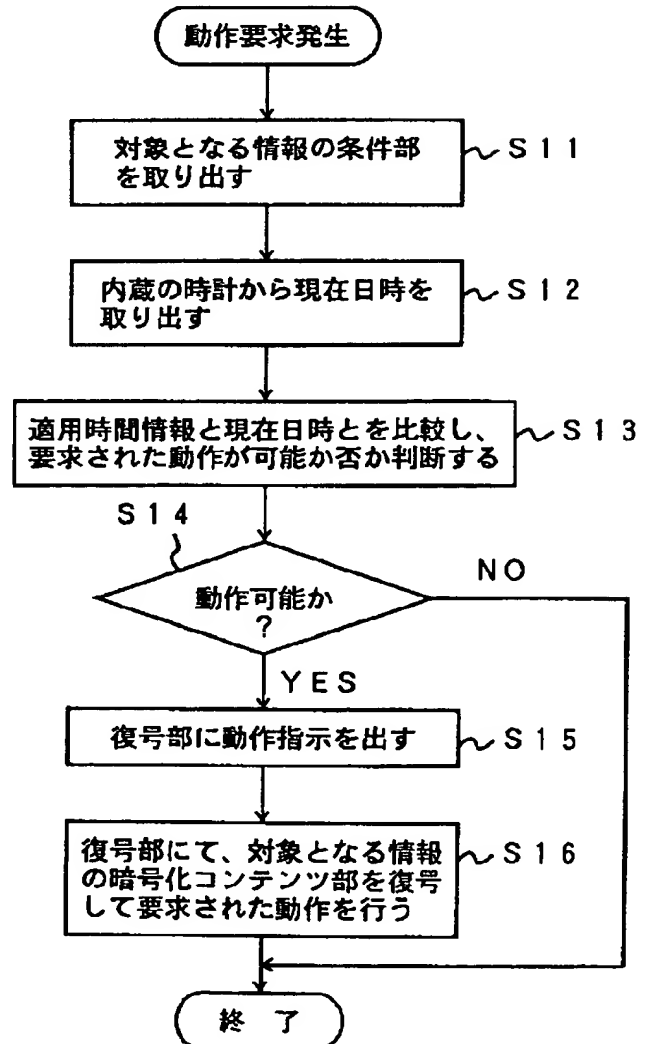 動作要求発生
対象となる情報の条件部
を取り出す
S11
内蔵の時計から現在日時を
取り出す
S12
適用時間情報と現在日時とを比較し、
要求された動作が可能か否か判断する
S13
S14
動作可能か
?
NO
YES
復号部に動作指示を出す
S15
復号部にて、対象となる情報
の暗号化コンテンツ部を復号
して要求された動作を行う
S16
終 了